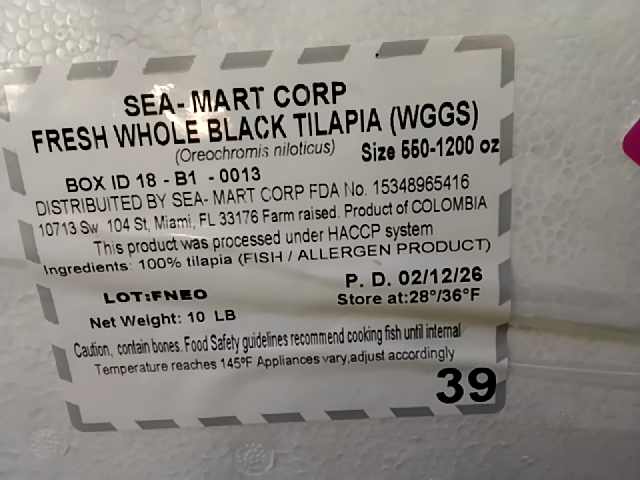 SEA- MART CORP
FRESH WHOLE BLACK TILAPIA (WGGS)
(Oreochromis niloticus) Size 550-1200 oz
BOX ID 18 - B1 - 0013
DISTRIBUITED BY SEA- MART CORP FDA No. 15348965416
10713 Sw 104 St, Miami, FL 33176 Farm raised. Product of COLOMBIA
This product was processed under HACCP system
Ingredients: 100% tilapia (FISH / ALLERGEN PRODUCT)
P. D. 02/12/26
LOT:FNEO Store at:28°/36°F
Net Weight: 10 LB
Caution, contain bones. Food Safety guidelines recommend cooking fish until internal
Temperature reaches 145ºF Appliances vary,adjust accordingly
39